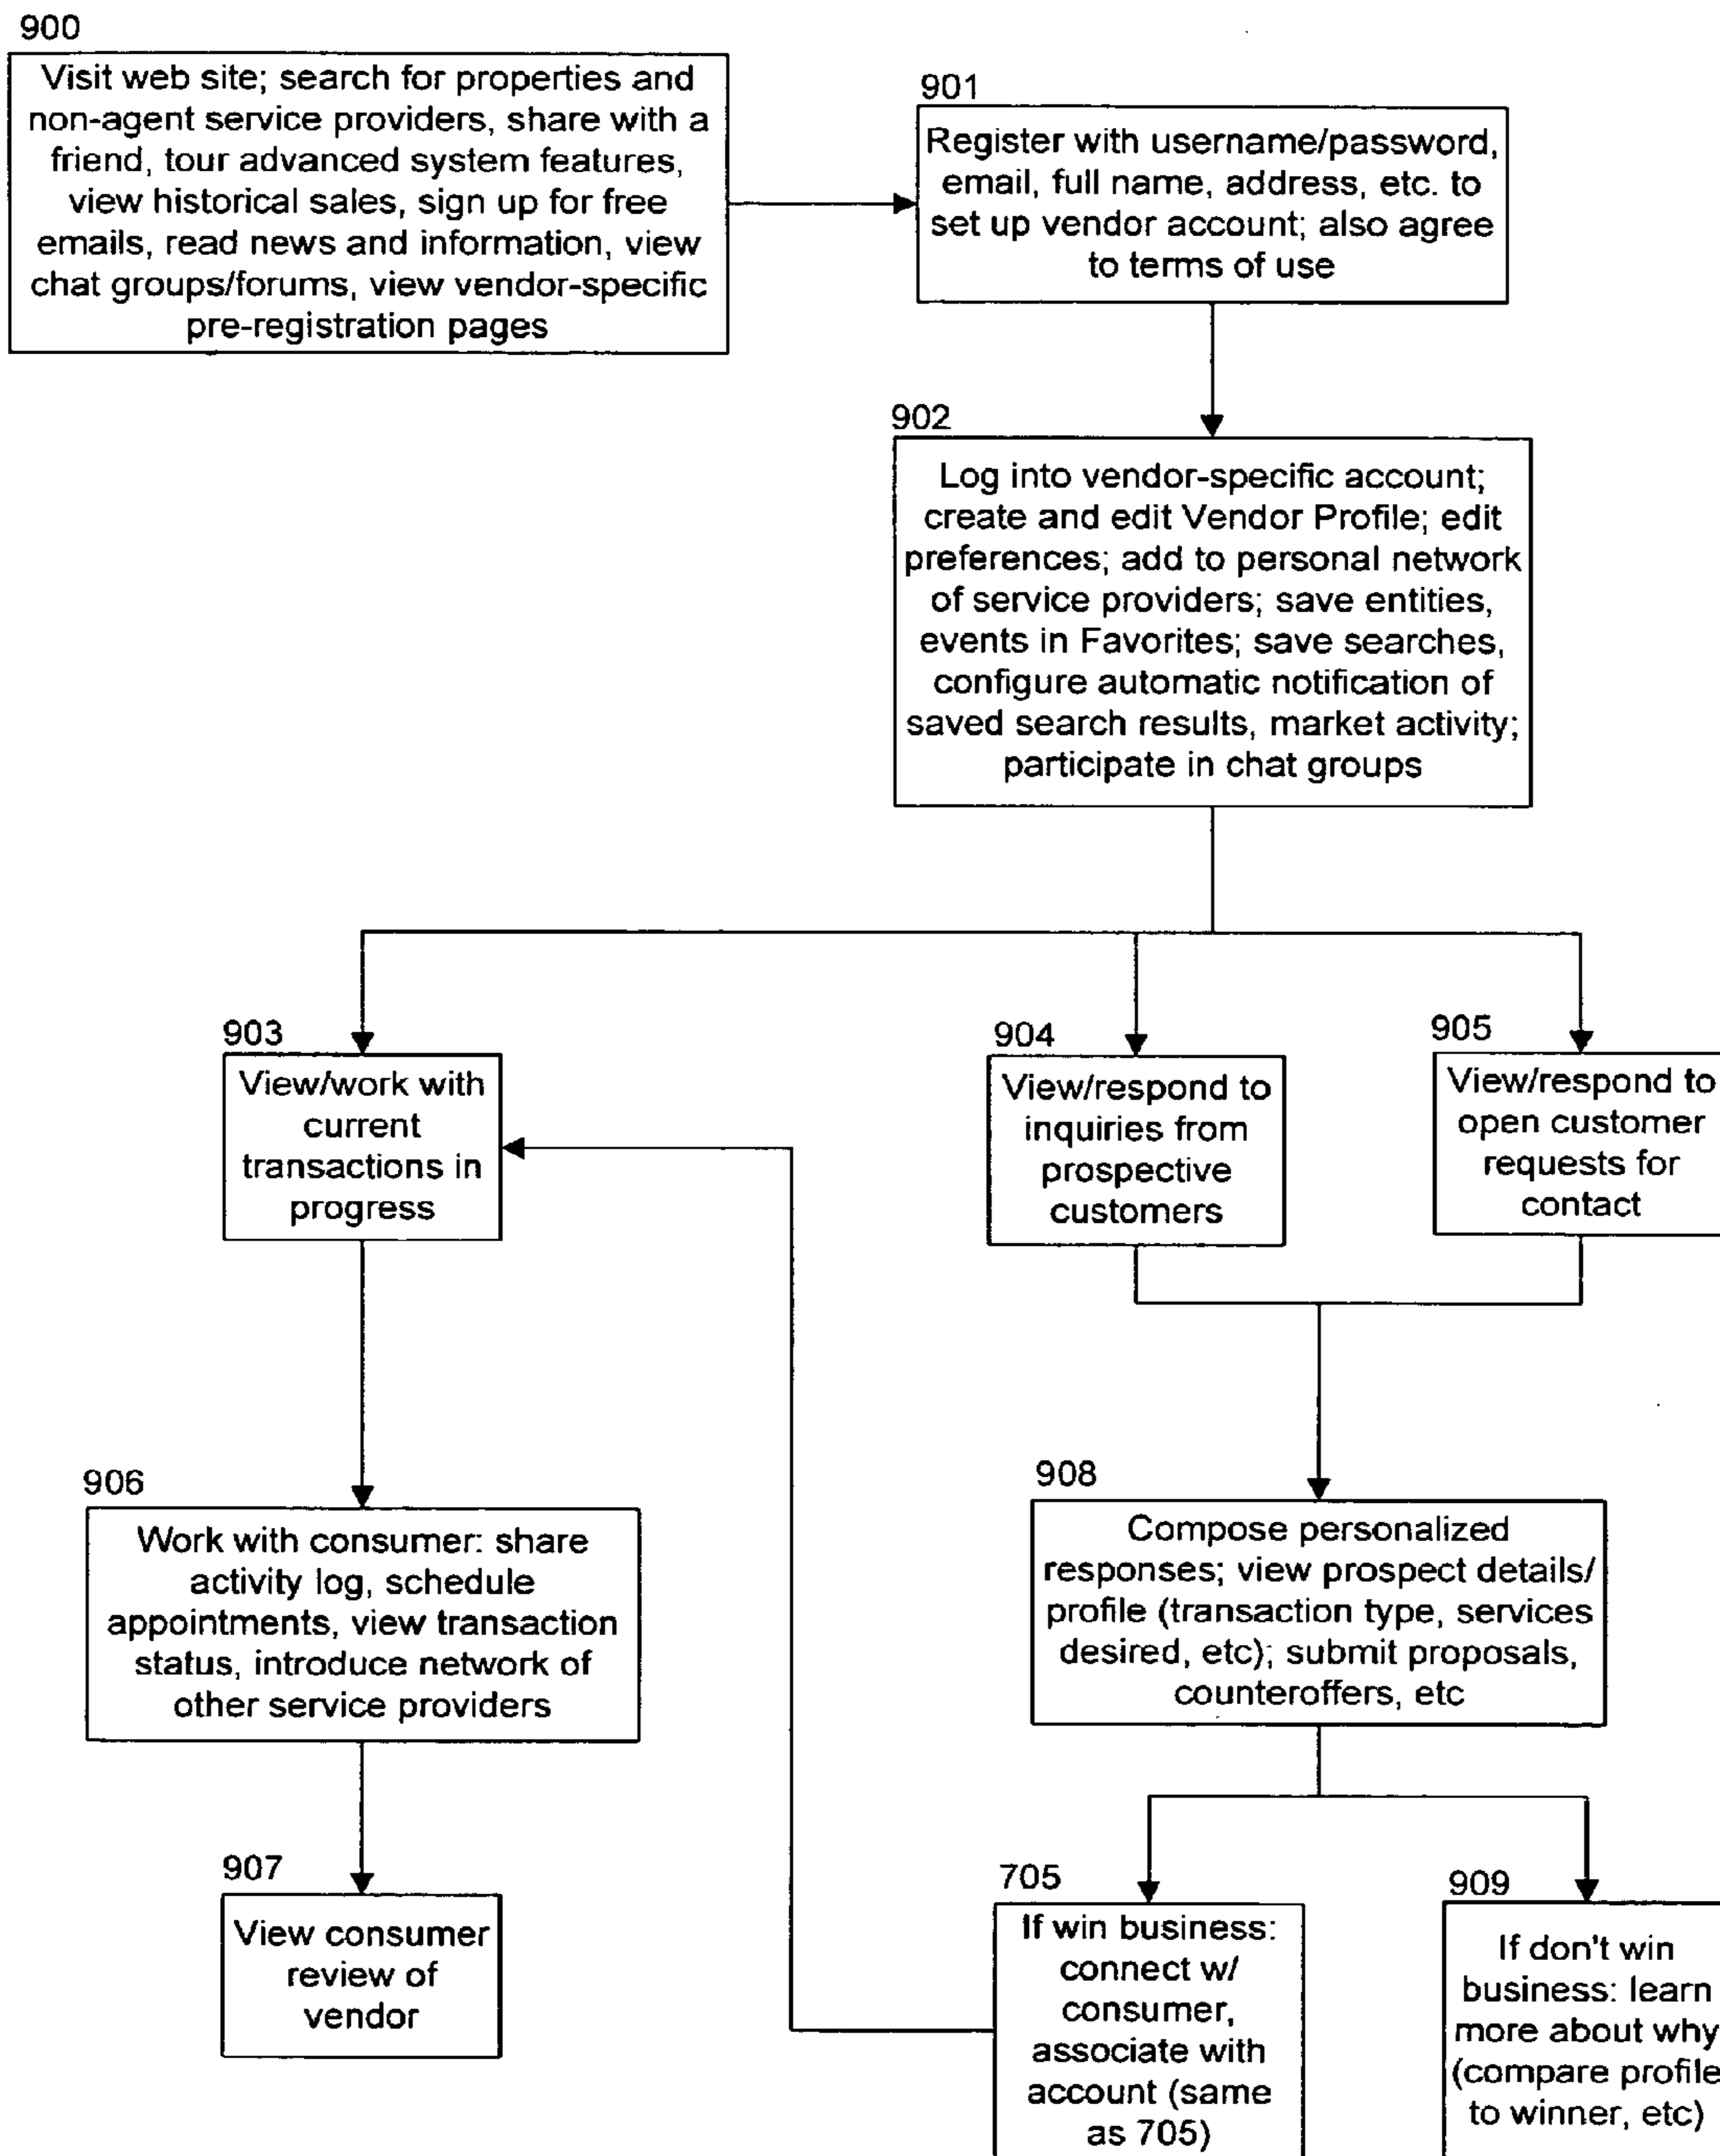 900
Visit web site; search for properties and
non-agent service providers, share with a
friend, tour advanced system features,
view historical sales, sign up for free
emails, read news and information, view
chat groups/forums, view vendor-specific
pre-registration pages
901
Register with username/password,
email, full name, address, etc. to
set up vendor account; also agree
to terms of use
902
Log into vendor-specific account;
create and edit Vendor Profile; edit
preferences; add to personal network
of service providers; save entities,
events in Favorites; save searches,
configure automatic notification of
saved search results, market activity;
participate in chat groups
903
View/work with
current
transactions in
progress
904
View/respond to
inquiries from
prospective
customers
905
View/respond to
open customer
requests for
contact
906
Work with consumer: share
activity log, schedule
appointments, view transaction
status, introduce network of
other service providers
908
Compose personalized
responses; view prospect details/
profile (transaction type, services
desired, etc); submit proposals,
counteroffers, etc
907
View consumer
review of
vendor
705
If win business:
connect w/
consumer,
associate with
account (same
as 705)
909
If don't win
business: learn
more about why
(compare profile
to winner, etc)